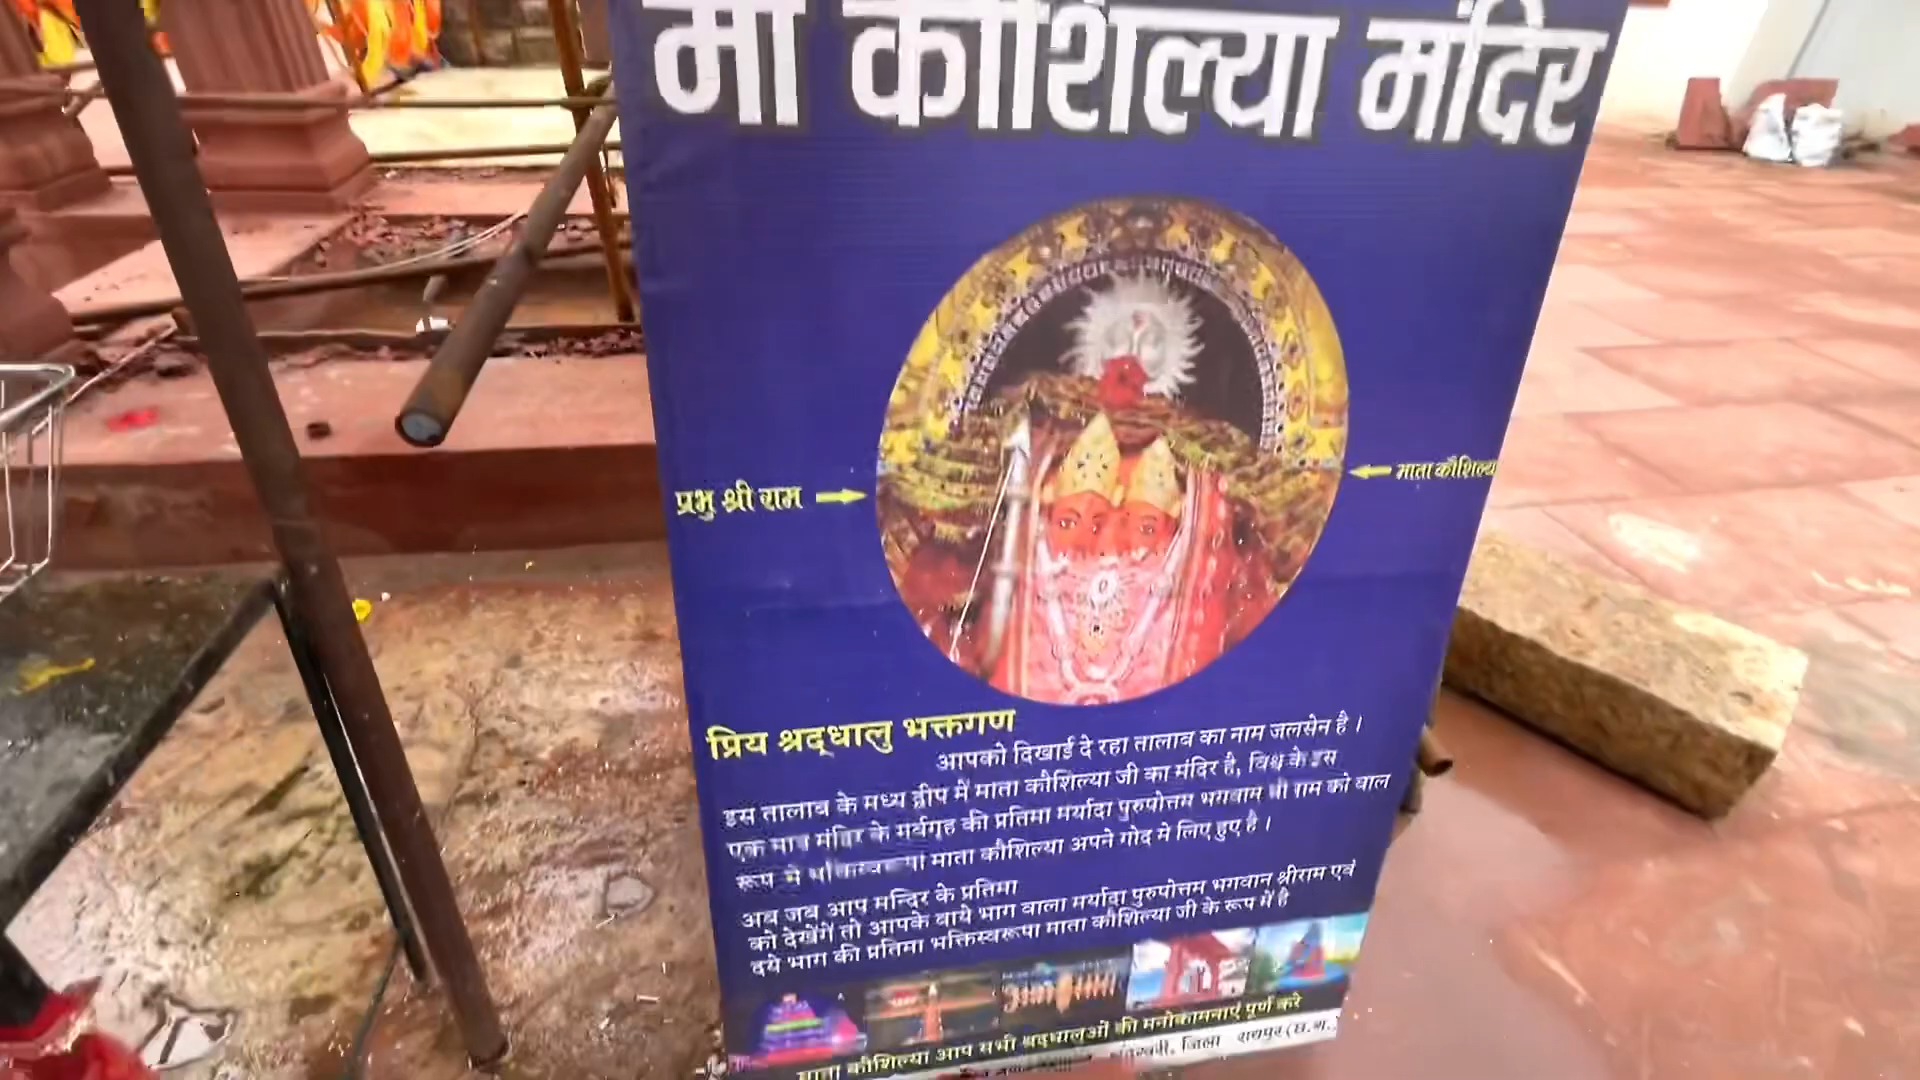 माँ कौशिल्या मंदिर
प्रभु श्री राम
माता कौशिल्या
प्रिय श्रद्धालु भक्तगण
आपको दिखाई दे रहा तालाब का नाम जलसेन है ।
इस तालाब के मध्य द्वीप में माता कौशिल्या जी का मंदिर है, विश्व के इस
एक मात्र मंदिर के गर्वगृह की प्रतिमा मर्यादा पुरुषोत्तम भगवान श्री राम को बाल
रूप में माता कौशिल्या अपने गोद मे लिए हुए है ।
अब जब आप मन्दिर के प्रतिमा
को देखेंगें तो आपके बाये भाग वाला मर्यादा पुरुषोत्तम भगवान श्रीराम एवं
दये भाग की प्रतिमा भक्तिस्वरूपा माता कौशिल्या जी के रूप में है
माता कौशिल्या आप सभी श्रद्धालुओं की मनोकामनाएं पूर्ण करे
जिला रायपुर (छ.ग.)